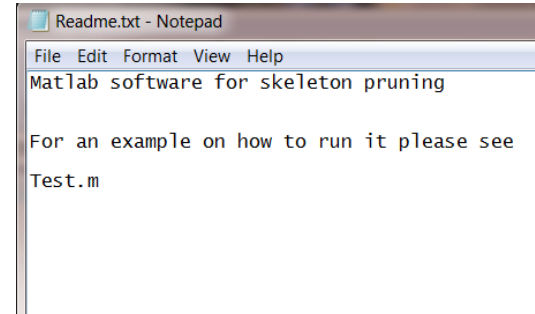 Readme.txt - Notepad
File Edit Format View Help
Matlab software for skeleton pruning
For an example on how to run it please see
Test.m